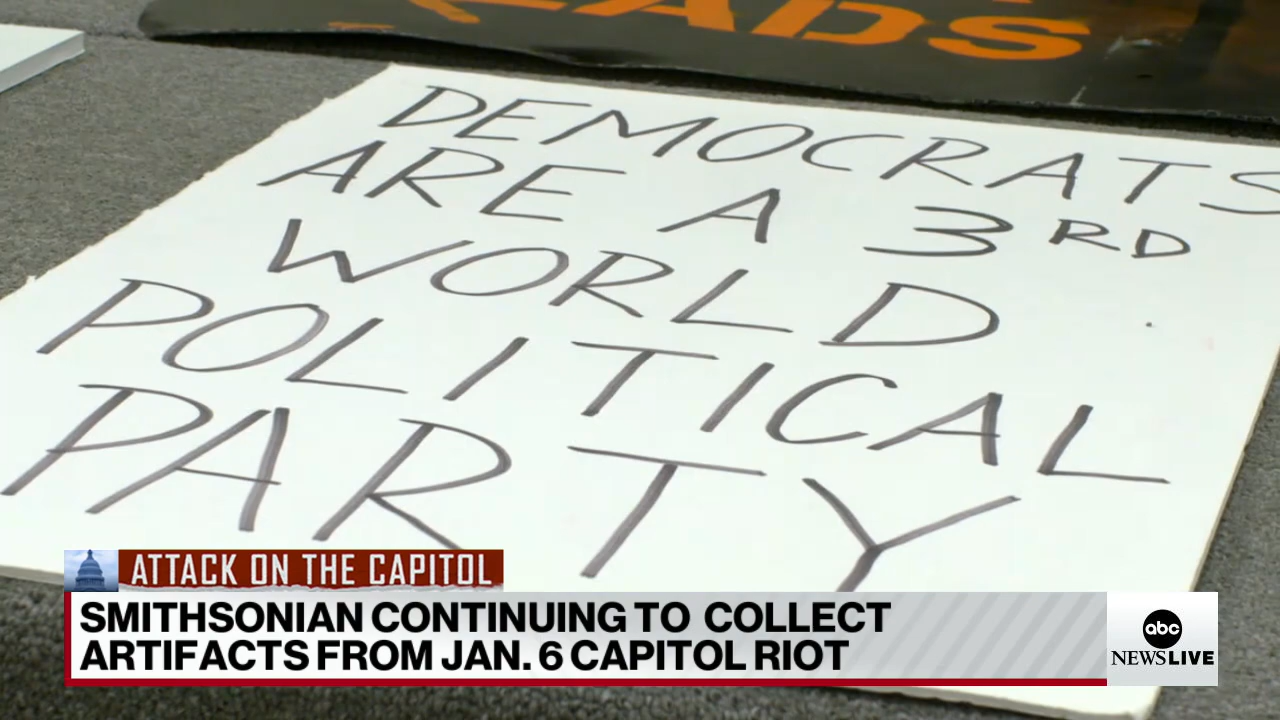 EADS
DEMOCRATS
ARE A 3RD
WORLD
POLITICAL
PARTY
ATTACK ON THE CAPITOL
SMITHSONIAN CONTINUING TO COLLECT
ARTIFACTS FROM JAN. 6 CAPITOL RIOT
abc
NEWSLIVE